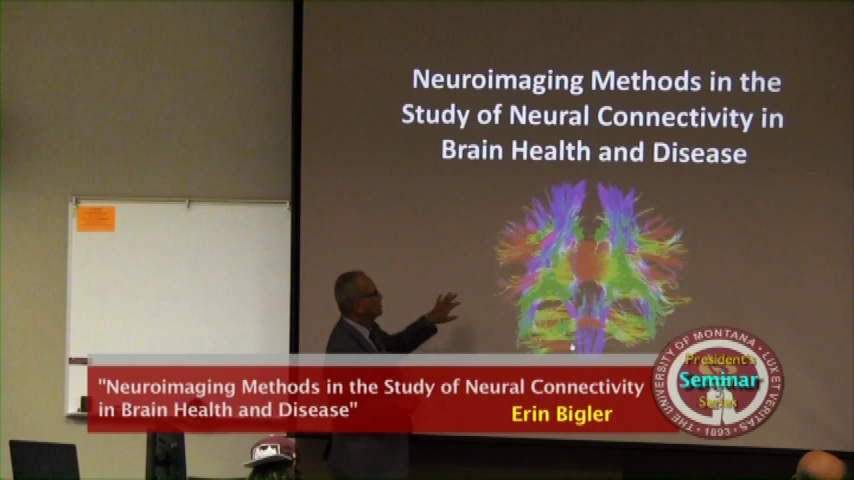 Neuroimaging Methods in the
Study of Neural Connectivity in
Brain Health and Disease
"Neuroimaging Methods in the Study of Neural Connectivity
in Brain Health and Disease"
Erin Bigler
THE UNIVERSITY OF MONTANA · LUX ET VERITAS · 1893 ·
President's
Seminar
Series